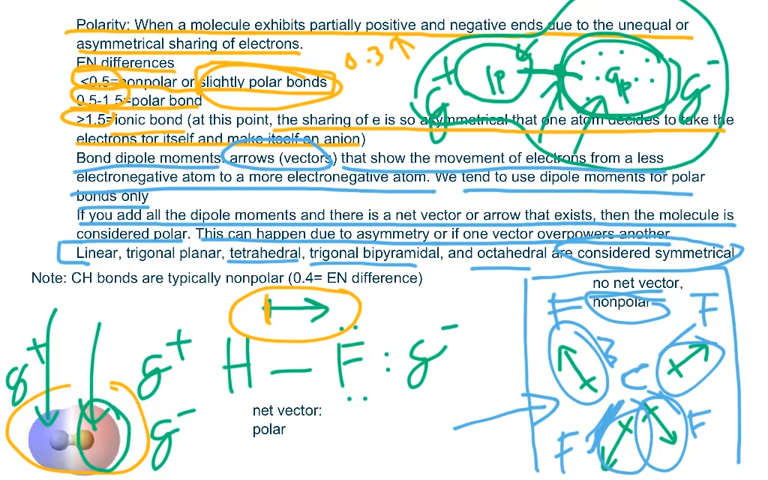 Polarity: When a molecule exhibits partially positive and negative ends due to the unequal or
asymmetrical sharing of electrons.
EN differences
0.3
<0.5=nonpolar or slightly polar bonds
0.5-1.5=polar bond
>1.5=ionic bond (at this point, the sharing of e is so asymmetrical that one atom decides to take the
electrons for itself and make itself an anion)
+ 1p 9p -
Bond dipole moments: arrows (vectors) that show the movement of electrons from a less
electronegative atom to a more electronegative atom. We tend to use dipole moments for polar
bonds only
If you add all the dipole moments and there is a net vector or arrow that exists, then the molecule is
considered polar. This can happen due to asymmetry or if one vector overpowers another
Linear, trigonal planar, tetrahedral, trigonal bipyramidal, and octahedral are considered symmetrical
Note: CH bonds are typically nonpolar (0.4= EN difference)
no net vector,
nonpolar
F F
C
F F
δ+ δ+ H — F: δ-
δ-
net vector:
polar